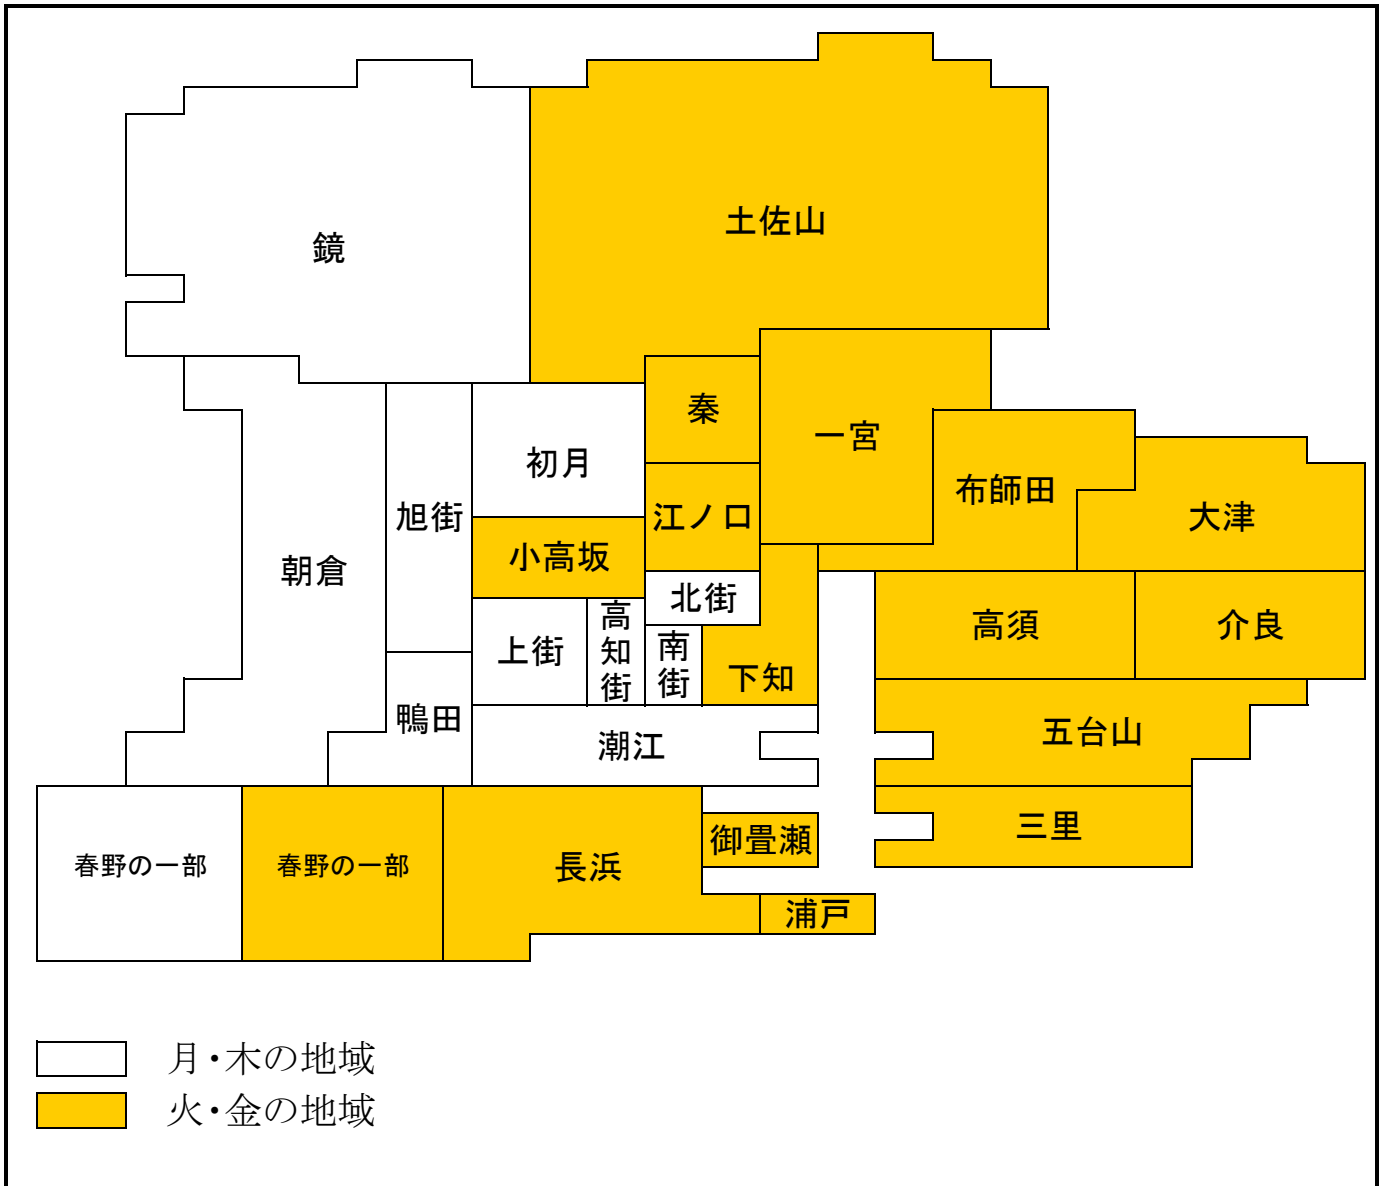 鏡
土佐山
秦
一宮
初月
布師田
旭街
江ノ口
大津
小高坂
朝倉
北街
高知街
高須
介良
上街
南街
下知
鴨田
潮江
五台山
三里
御畳瀬
春野の一部
春野の一部
長浜
浦戸
月・木の地域
火・金の地域